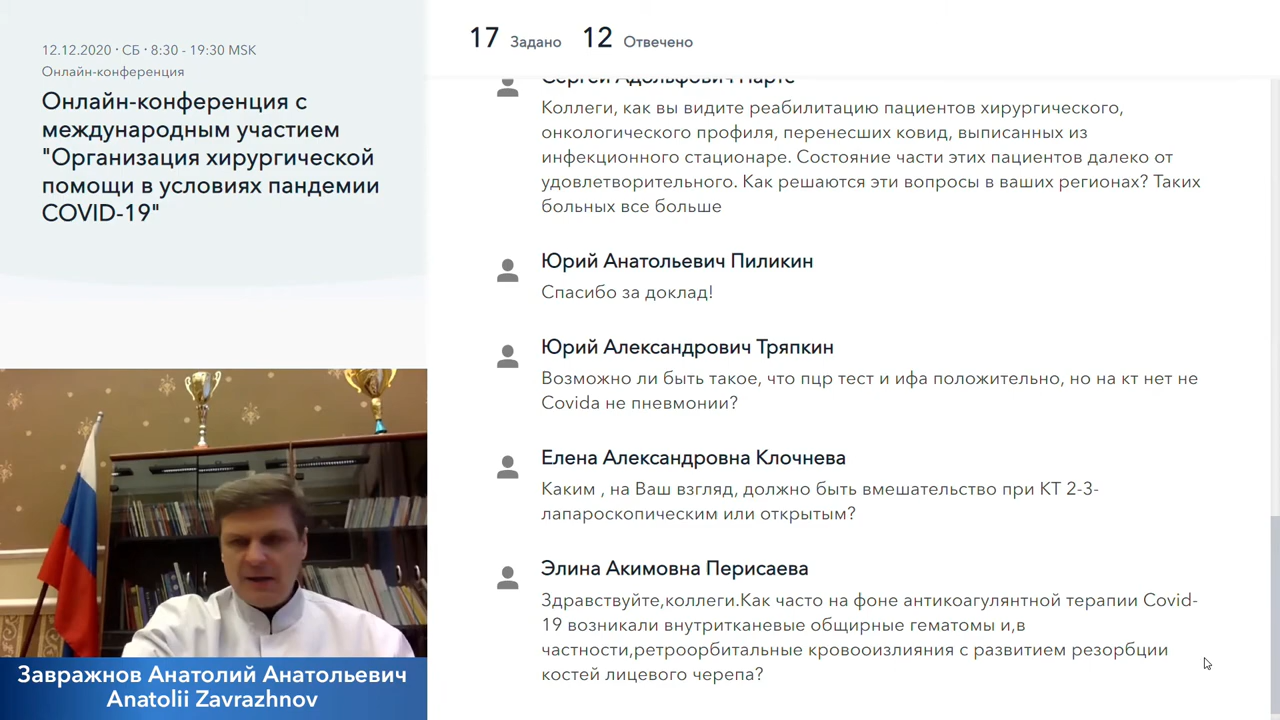 12.12.2020 · СБ · 8:30 - 19:30 MSK
Онлайн-конференция
Онлайн-конференция с
международным участием
"Организация хирургической
помощи в условиях пандемии
COVID-19"
Завражнов Анатолий Анатольевич
Anatolii Zavrazhnov
17 Задано 12 Отвечено
Сергей Адольфович
Коллеги, как вы видите реабилитацию пациентов хирургического,
онкологического профиля, перенесших ковид, выписанных из
инфекционного стационаре. Состояние части этих пациентов далеко от
удовлетворительного. Как решаются эти вопросы в ваших регионах? Таких
больных все больше
Юрий Анатольевич Пиликин
Спасибо за доклад!
Юрий Александрович Тряпкин
Возможно ли быть такое, что пцр тест и ифа положительно, но на кт нет не
Covida не пневмонии?
Елена Александровна Клочнева
Каким , на Ваш взгляд, должно быть вмешательство при КТ 2-3-
лапароскопическим или открытым?
Элина Акимовна Перисаева
Здравствуйте,коллеги.Как часто на фоне антикоагулянтной терапии Covid-
19 возникали внутритканевые обширные гематомы и,в
частности,ретроорбитальные кровоизлияния с развитием резорбции
костей лицевого черепа?